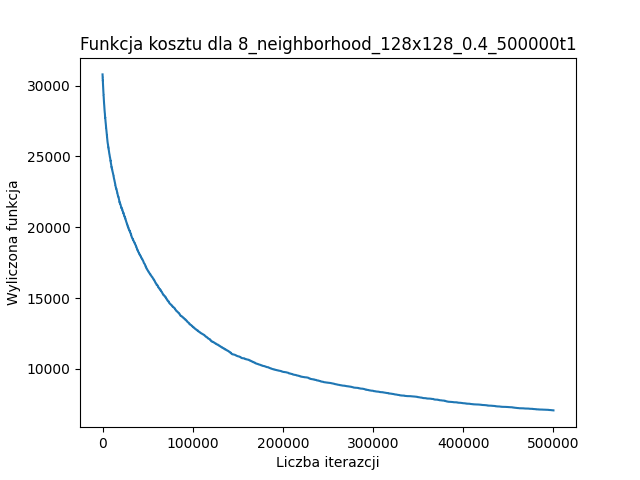 Funkcja kosztu dla 8_neighborhood_128x128_0.4_500000t1
30000
25000
20000
15000
10000
Wyliczona funkcja
0 100000 200000 300000 400000 500000
Liczba iterazcji